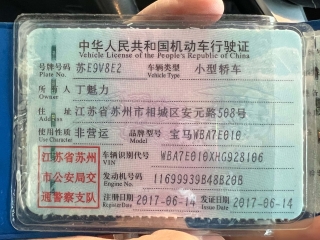 中华人民共和国机动车行驶证
Vehicle License of the People's Republic of China
号牌号码 苏E9V8E2 车辆类型 小型轿车
Plate No. Vehicle Type
所有人 丁魁力
Owner
住址 江苏省苏州市相城区安元路508号
Address
使用性质 非营运 品牌型号 宝马WBA7E010
江苏省苏州 车辆识别代号 WBA7E010XHG928106
VIN
市公安局交 发动机号码 11699939B48B20B
Engine No.
通警察支队 注册日期 2017-06-14 发证日期 2017-06-14
Register Date Issue Date